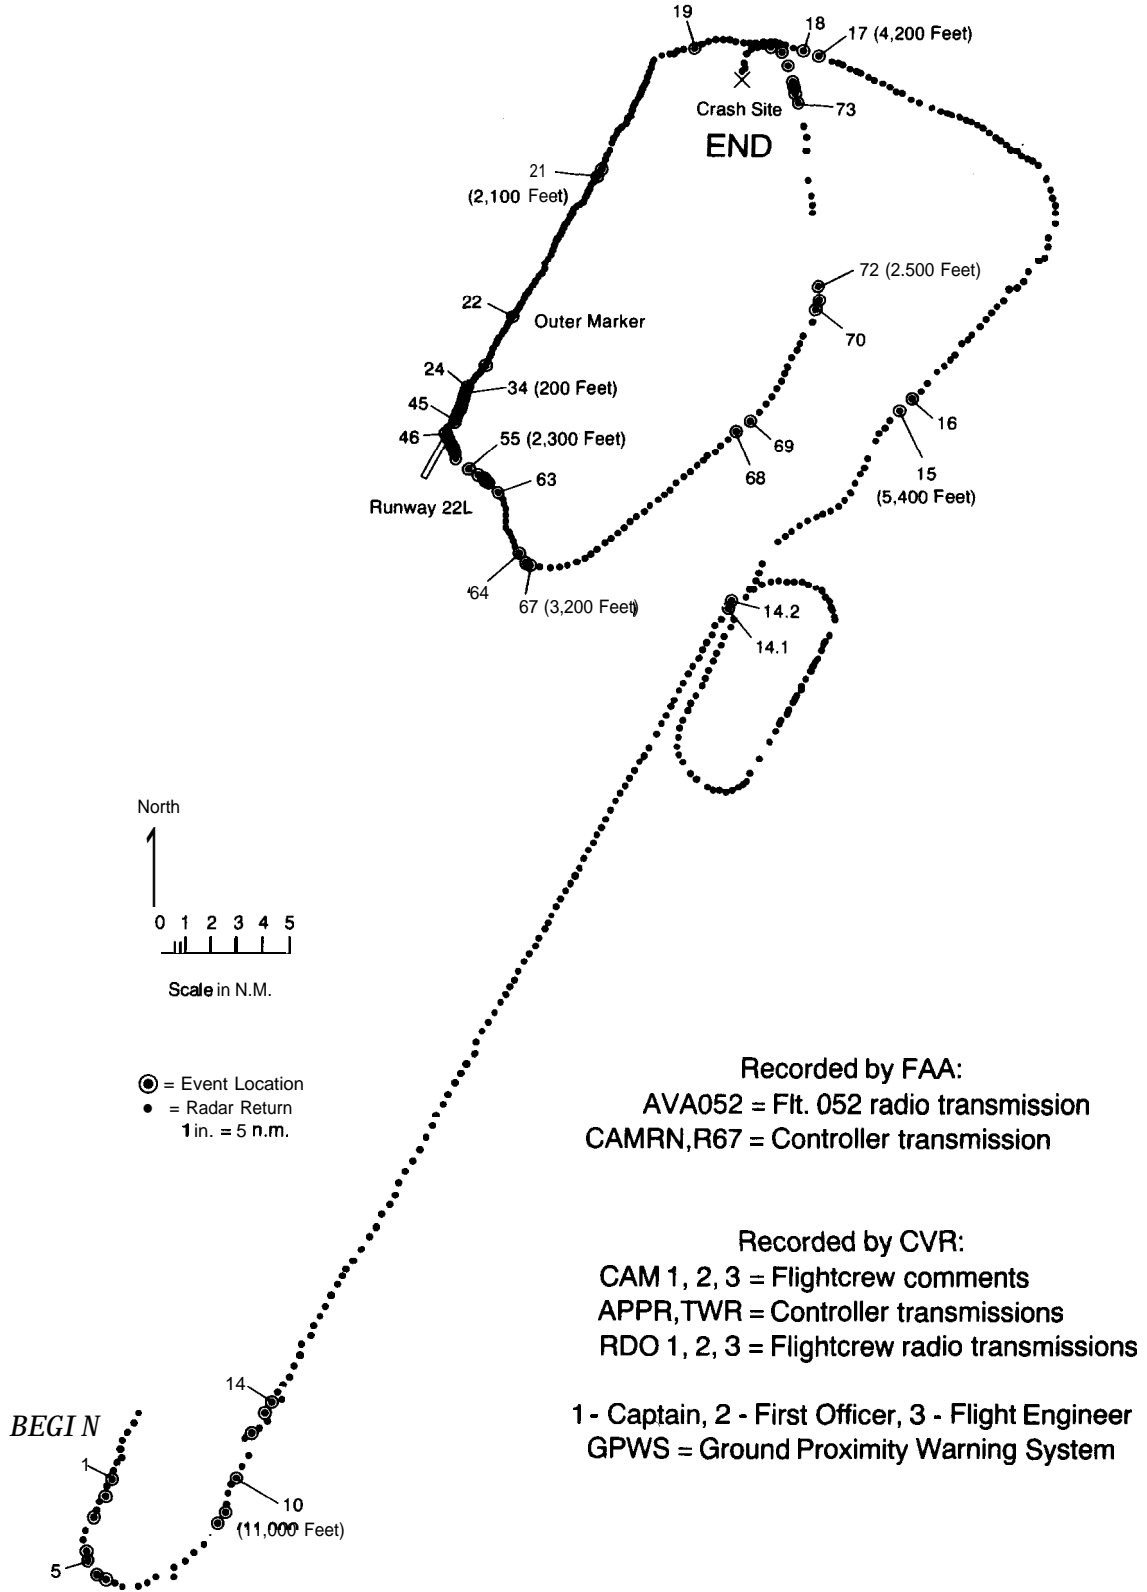 19
18
17 (4,200 Feet)
Crash Site
73
END
21
(2,100 Feet)
72 (2.500 Feet)
22
Outer Marker
70
24
34 (200 Feet)
45
46
55 (2,300 Feet)
69
16
63
68
15
(5,400 Feet)
Runway 22L
64
67 (3,200 Feet)
14.2
14.1
North
0 1 2 3 4 5
Scale in N.M.
= Event Location
= Radar Return
1 in. = 5 n.m.
Recorded by FAA:
AVA052 = Flt. 052 radio transmission
CAMRN,R67 = Controller transmission
Recorded by CVR:
CAM 1, 2, 3 = Flightcrew comments
APPR,TWR = Controller transmissions
RDO 1, 2, 3 = Flightcrew radio transmissions
14
BEGIN
1 - Captain, 2 - First Officer, 3 - Flight Engineer
GPWS = Ground Proximity Warning System
1
10
(11,000 Feet)
5